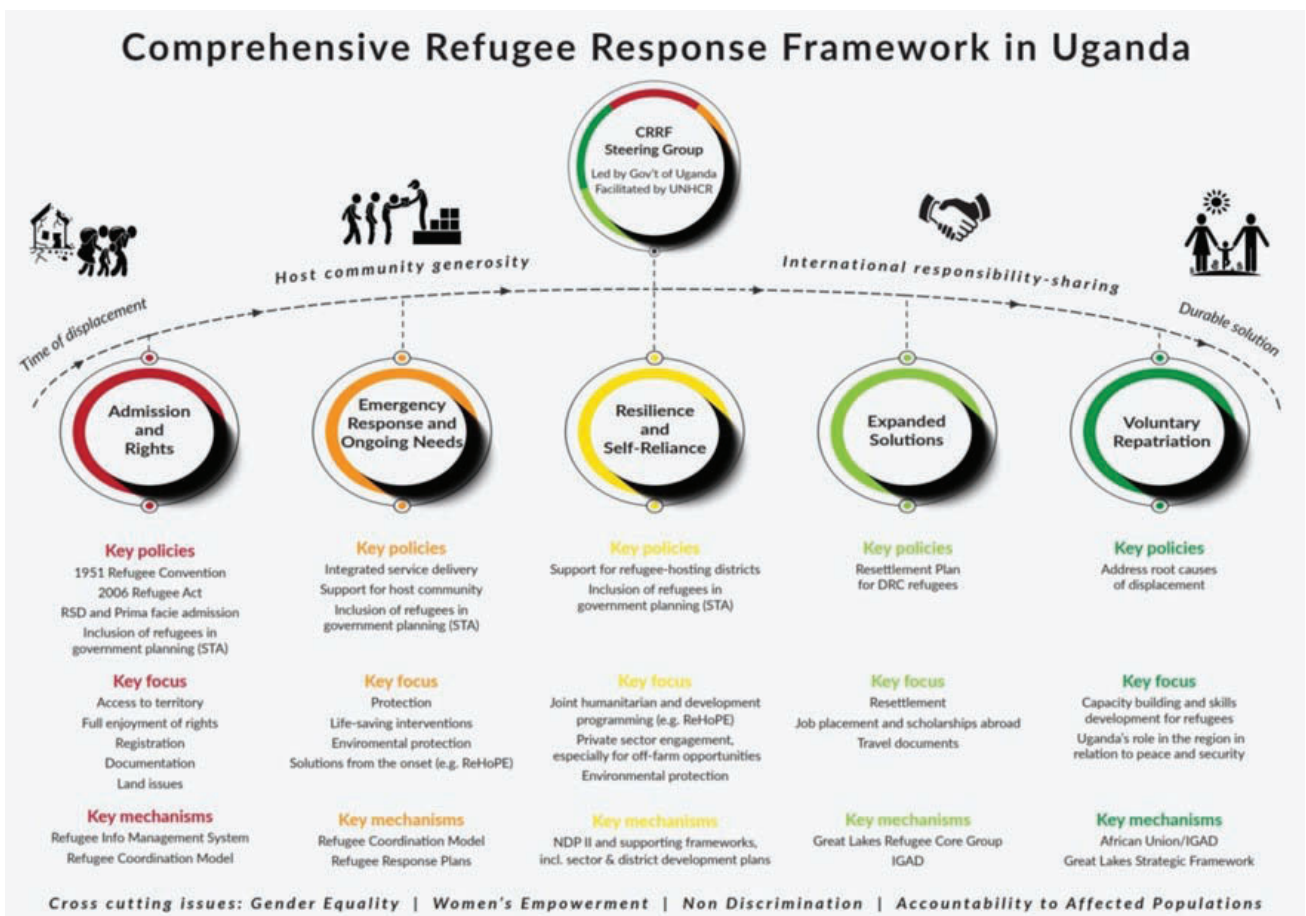 Comprehensive Refugee Response Framework in Uganda
CRRF
Steering Group
Led by Gov't of Uganda
Facilitated by UNHCR
Time of displacement
Host community generosity
International responsibility-sharing
Durable solution
Admission
and
Rights
Key policies
1951 Refugee Convention
2006 Refugee Act
RSD and Prima facie admission
Inclusion of refugees in
government planning (STA)
Key focus
Access to territory
Full enjoyment of rights
Registration
Documentation
Land issues
Key mechanisms
Refugee Info Management System
Refugee Coordination Model
Emergency
Response and
Ongoing Needs
Key policies
Integrated service delivery
Support for host community
Inclusion of refugees in
government planning (STA)
Key focus
Protection
Life-saving interventions
Enviromental protection
Solutions from the onset (e.g. ReHoPE)
Key mechanisms
Refugee Coordination Model
Refugee Response Plans
Resilience
and
Self-Reliance
Key policies
Support for refugee-hosting districts
Inclusion of refugees in
government planning (STA)
Key focus
Joint humanitarian and development
programming (e.g. ReHoPE)
Private sector engagement,
especially for off-farm opportunities
Environmental protection
Key mechanisms
NDP II and supporting frameworks,
incl. sector & district development plans
Expanded
Solutions
Key policies
Resettlement Plan
for DRC refugees
Key focus
Resettlement
Job placement and scholarships abroad
Travel documents
Key mechanisms
Great Lakes Refugee Core Group
IGAD
Voluntary
Repatriation
Key policies
Address root causes
of displacement
Key focus
Capacity building and skills
development for refugees
Uganda's role in the region in
relation to peace and security
Key mechanisms
African Union/IGAD
Great Lakes Strategic Framework
Cross cutting issues: Gender Equality | Women's Empowerment | Non Discrimination | Accountability to Affected Populations